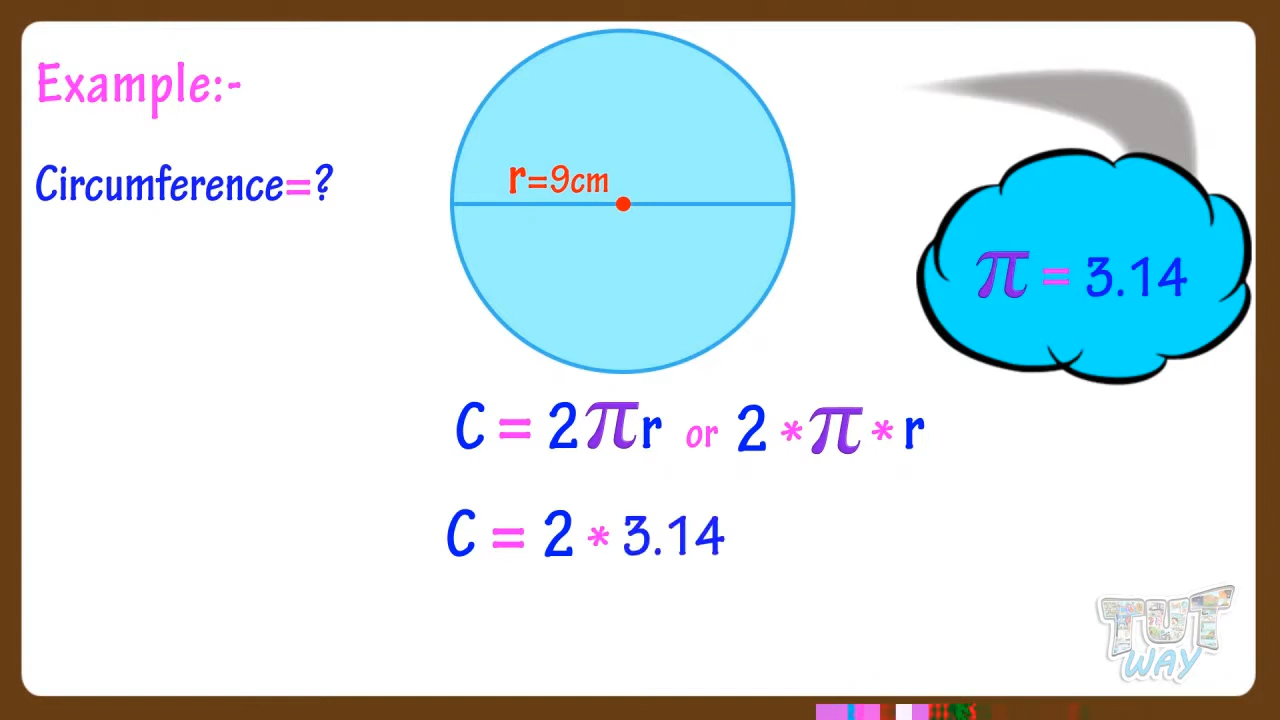 Example:-
Circumference=?
r=9cm
π = 3.14
C = 2πr or 2 * π * r
C = 2 * 3.14
TUT
WAY